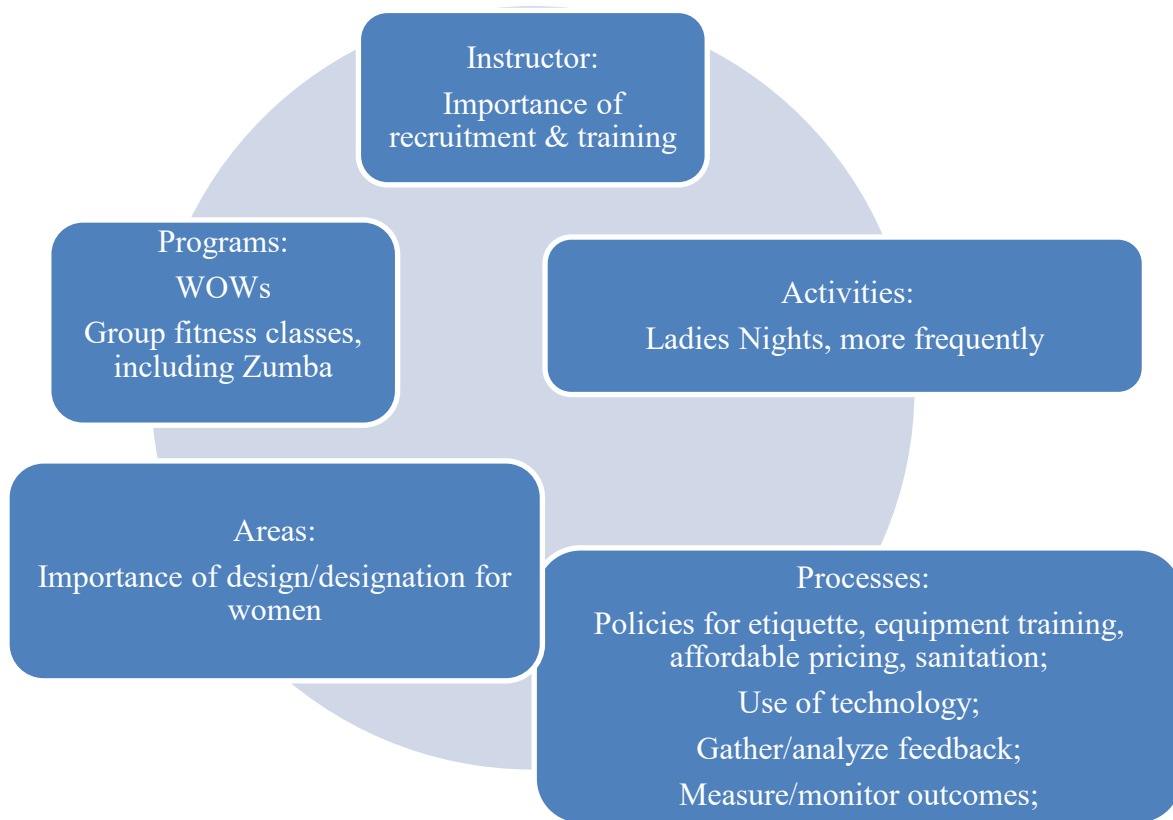 Instructor:
Importance of
recruitment & training
Programs:
WOWs
Group fitness classes,
including Zumba
Activities:
Ladies Nights, more frequently
Areas:
Importance of design/designation for
women
Processes:
Policies for etiquette, equipment training,
affordable pricing, sanitation;
Use of technology;
Gather/analyze feedback;
Measure/monitor outcomes;